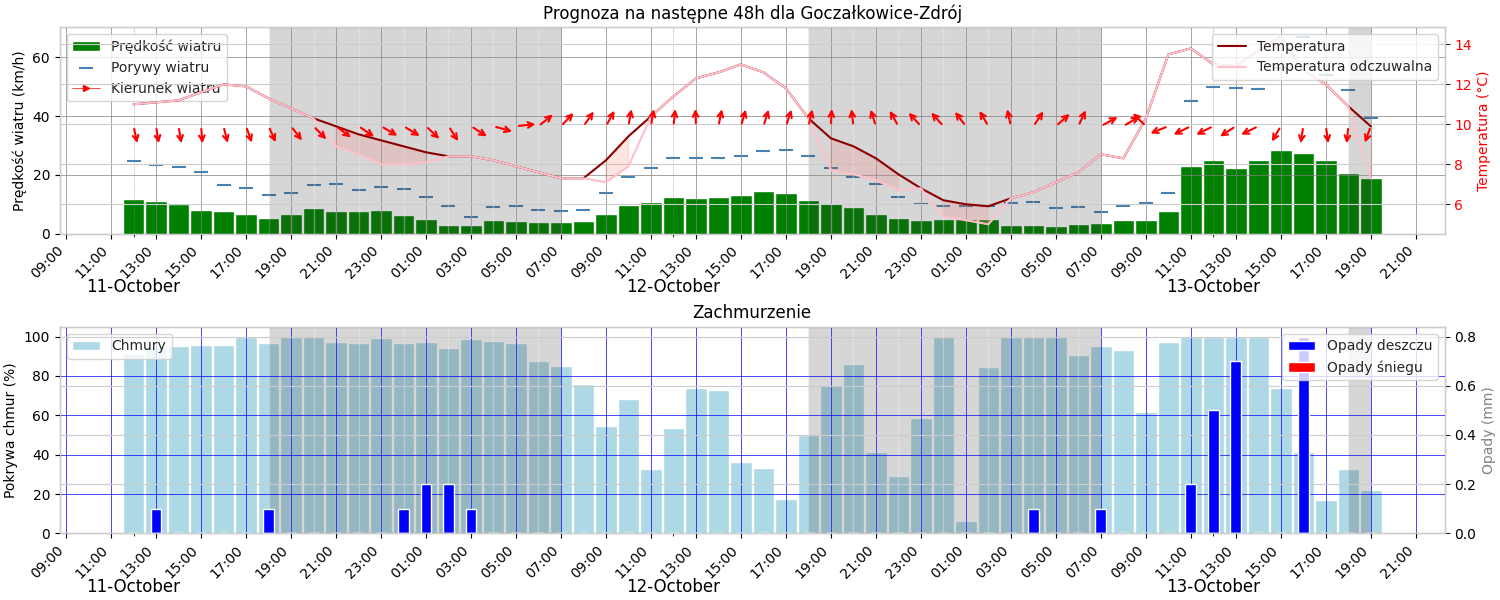 Prognoza na następne 48h dla Goczałkowice-Zdrój
Prędkość wiatru
Porywy wiatru
Kierunek wiatru
Temperatura
Temperatura odczuwalna
Prędkość wiatru (km/h)
60
40
20
0
14
12
10
8
6
Temperatura (°C)
09:00 11:00 13:00 15:00 17:00 19:00 21:00 23:00 01:00 03:00 05:00 07:00 09:00 11:00 13:00 15:00 17:00 19:00 21:00 23:00 01:00 03:00 05:00 07:00 09:00 11:00 13:00 15:00 17:00 19:00 21:00
11-October 12-October 13-October
Zachmurzenie
Chmury
Opady deszczu
Opady śniegu
Pokrywa chmur (%)
100
80
60
40
20
0
0.8
0.6
0.4
0.2
0.0
Opady (mm)
09:00 11:00 13:00 15:00 17:00 19:00 21:00 23:00 01:00 03:00 05:00 07:00 09:00 11:00 13:00 15:00 17:00 19:00 21:00 23:00 01:00 03:00 05:00 07:00 09:00 11:00 13:00 15:00 17:00 19:00 21:00
11-October 12-October 13-October